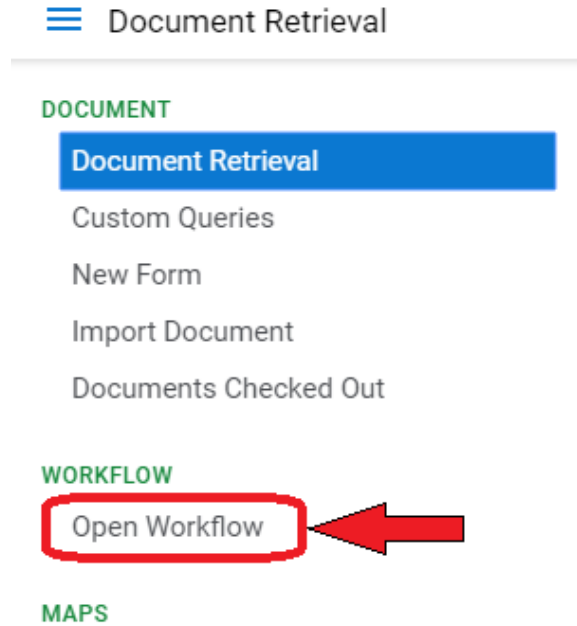 Document Retrieval
DOCUMENT
Document Retrieval
Custom Queries
New Form
Import Document
Documents Checked Out
WORKFLOW
Open Workflow
MAPS